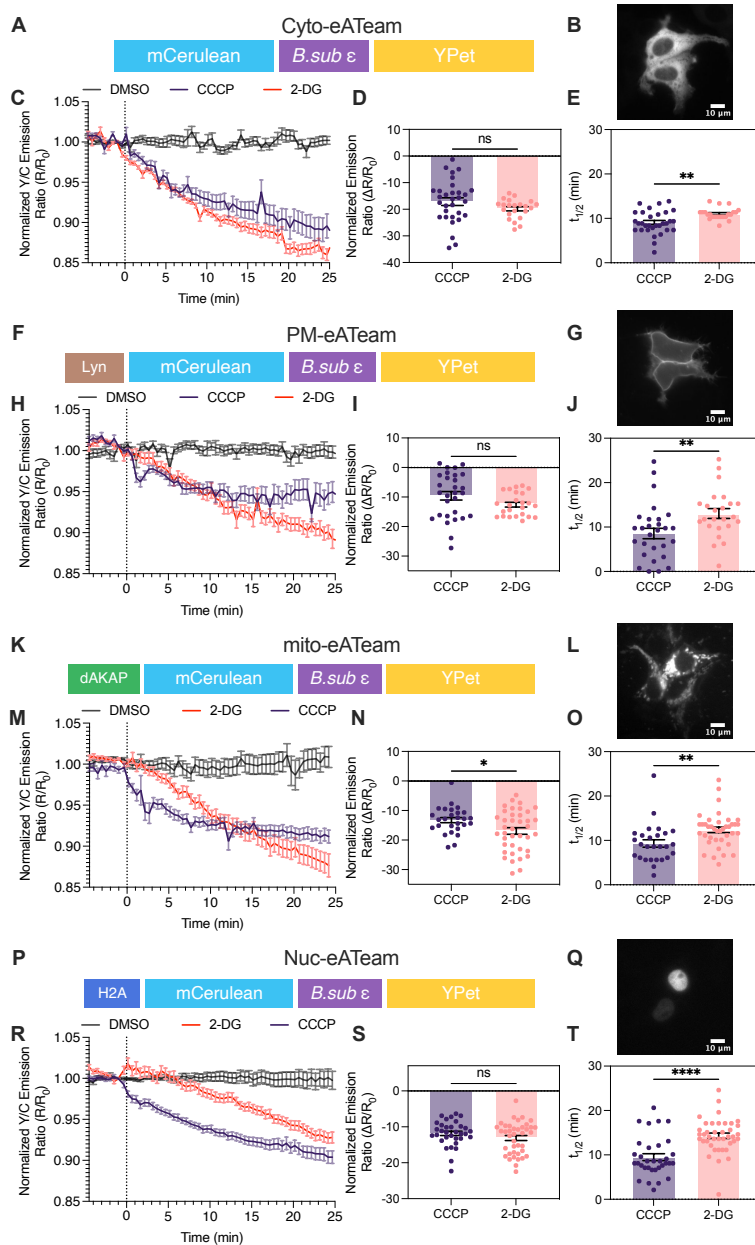 A
Cyto-eATeam
mCerulean
B.sub ε
YPet
B
10 μm
C
DMSO CCCP 2-DG
Normalized Y/C Emission
Ratio (R/R0)
1.05
1.00
0.95
0.90
0.85
0 5 10 15 20 25
Time (min)
D
Normalized Emission
Ratio (ΔR/R0)
10
0
-10
-20
-30
-40
ns
CCCP 2-DG
E
t1/2 (min)
30
20
10
0
**
CCCP 2-DG
F
PM-eATeam
Lyn
mCerulean
B.sub ε
YPet
G
10 μm
H
DMSO CCCP 2-DG
Normalized Y/C Emission
Ratio (R/R0)
1.05
1.00
0.95
0.90
0.85
0 5 10 15 20 25
Time (min)
I
Normalized Emission
Ratio (ΔR/R0)
10
0
-10
-20
-30
ns
CCCP 2-DG
J
t1/2 (min)
30
20
10
0
**
CCCP 2-DG
K
mito-eATeam
dAKAP
mCerulean
B.sub ε
YPet
L
10 μm
M
DMSO 2-DG CCCP
Normalized Y/C Emission
Ratio (R/R0)
1.05
1.00
0.95
0.90
0.85
0 5 10 15 20 25
Time (min)
N
Normalized Emission
Ratio (ΔR/R0)
10
0
-10
-20
-30
*
CCCP 2-DG
O
t1/2 (min)
30
20
10
0
**
CCCP 2-DG
P
Nuc-eATeam
H2A
mCerulean
B.sub ε
YPet
Q
10 μm
R
DMSO 2-DG CCCP
Normalized Y/C Emission
Ratio (R/R0)
1.05
1.00
0.95
0.90
0.85
0 5 10 15 20 25
Time (min)
S
Normalized Emission
Ratio (ΔR/R0)
0
-10
-20
-30
ns
CCCP 2-DG
T
t1/2 (min)
30
20
10
0
****
CCCP 2-DG